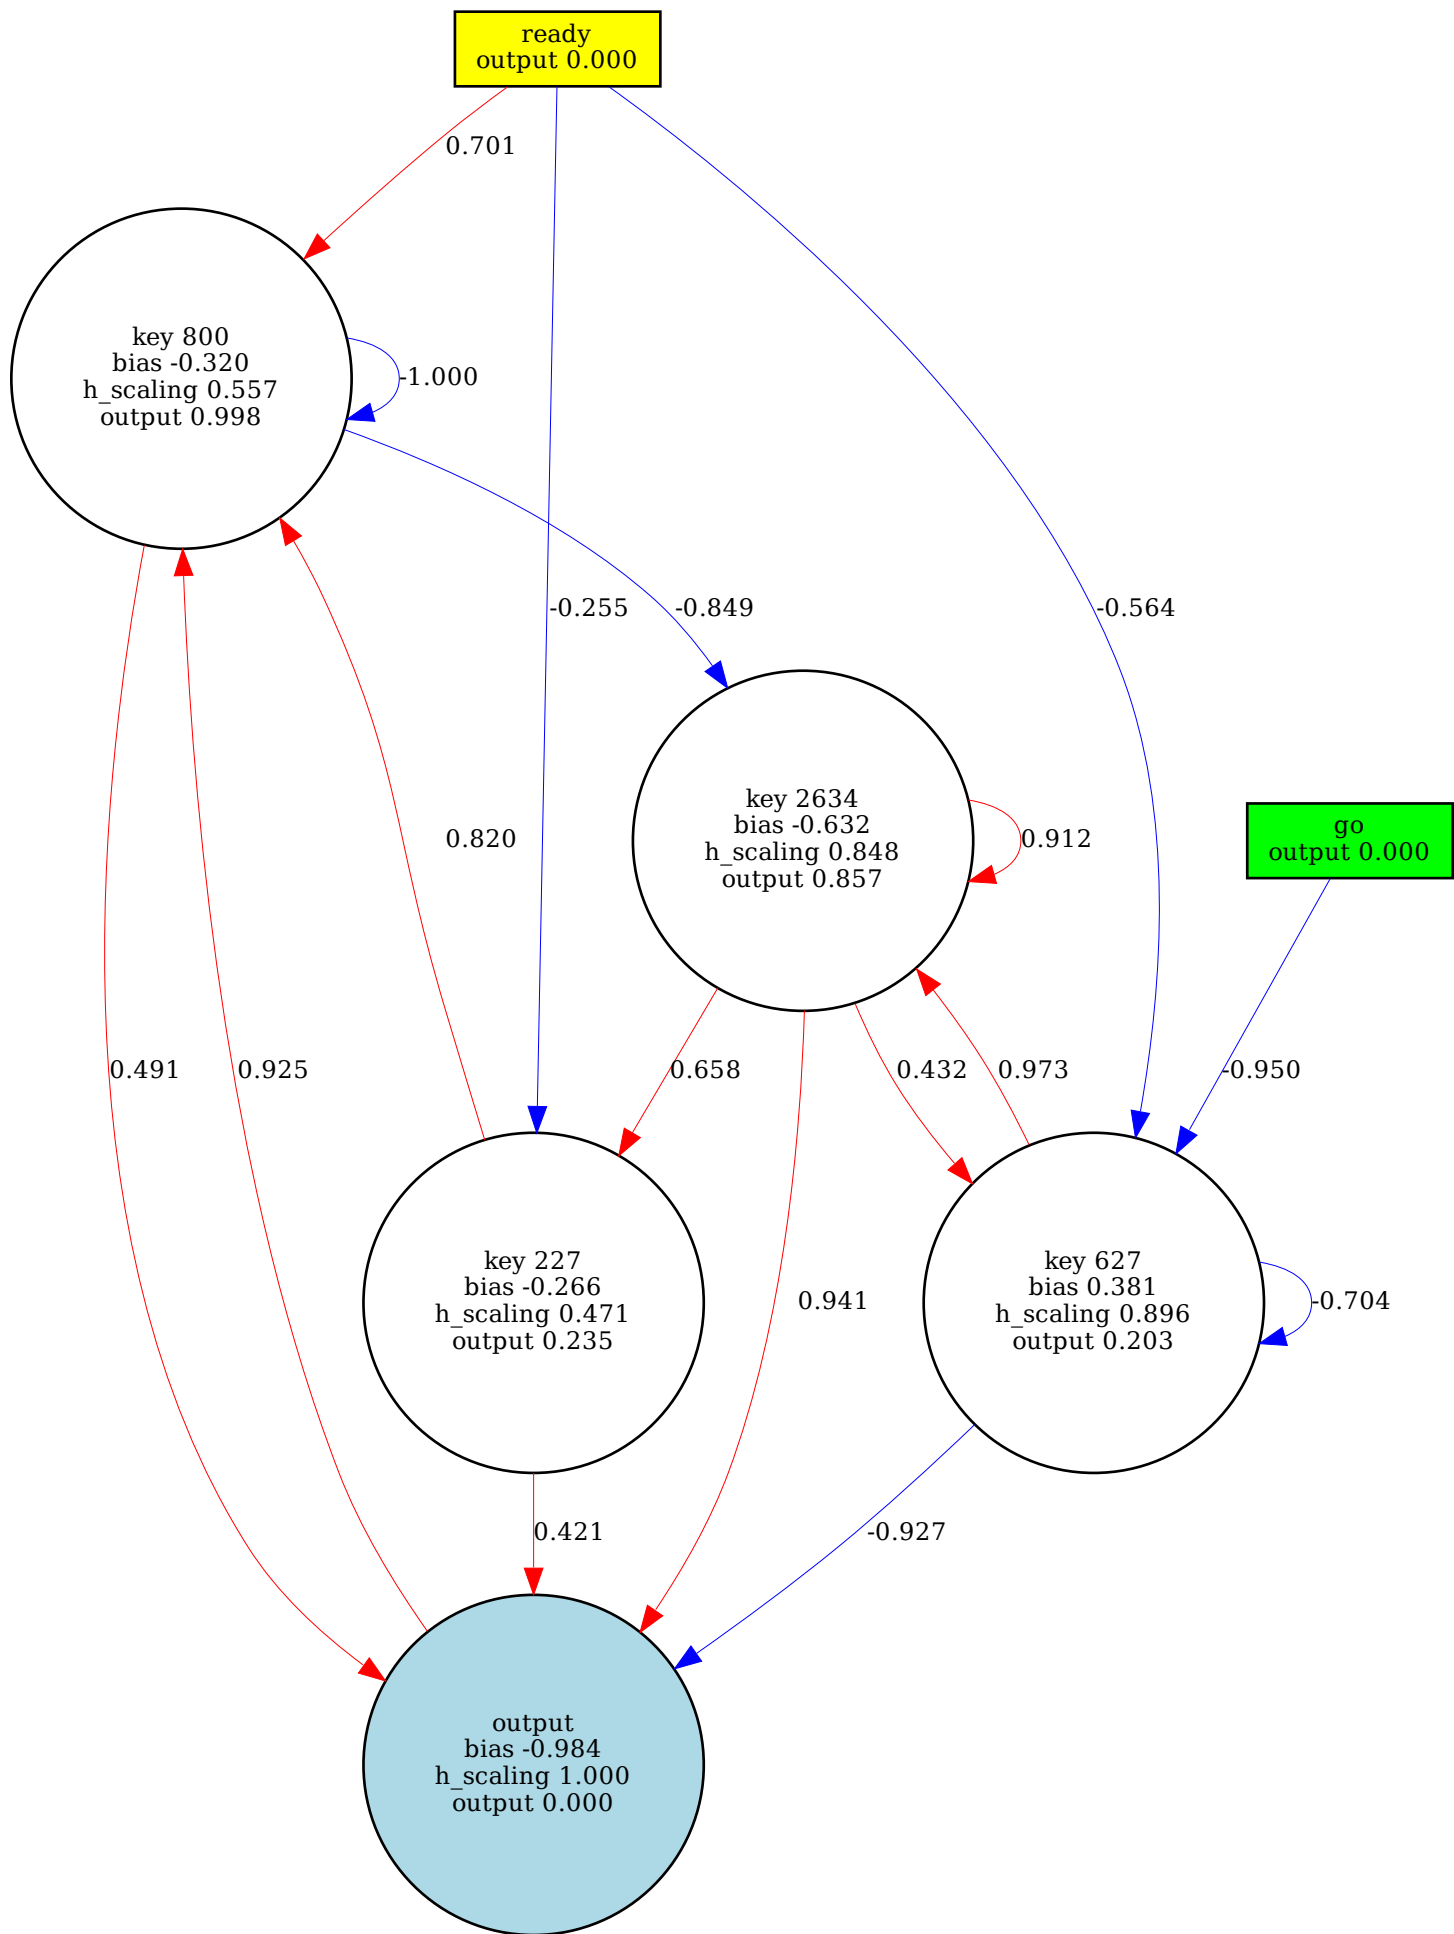 ready
output 0.000
0.701
key 800
bias -0.320
h_scaling 0.557
output 0.998
-1.000
-0.255
-0.849
-0.564
key 2634
bias -0.632
h_scaling 0.848
output 0.857
0.820
0.912
go
output 0.000
0.491
0.925
0.658
0.432
0.973
-0.950
key 227
bias -0.266
h_scaling 0.471
output 0.235
0.941
key 627
bias 0.381
h_scaling 0.896
output 0.203
-0.704
0.421
-0.927
output
bias -0.984
h_scaling 1.000
output 0.000